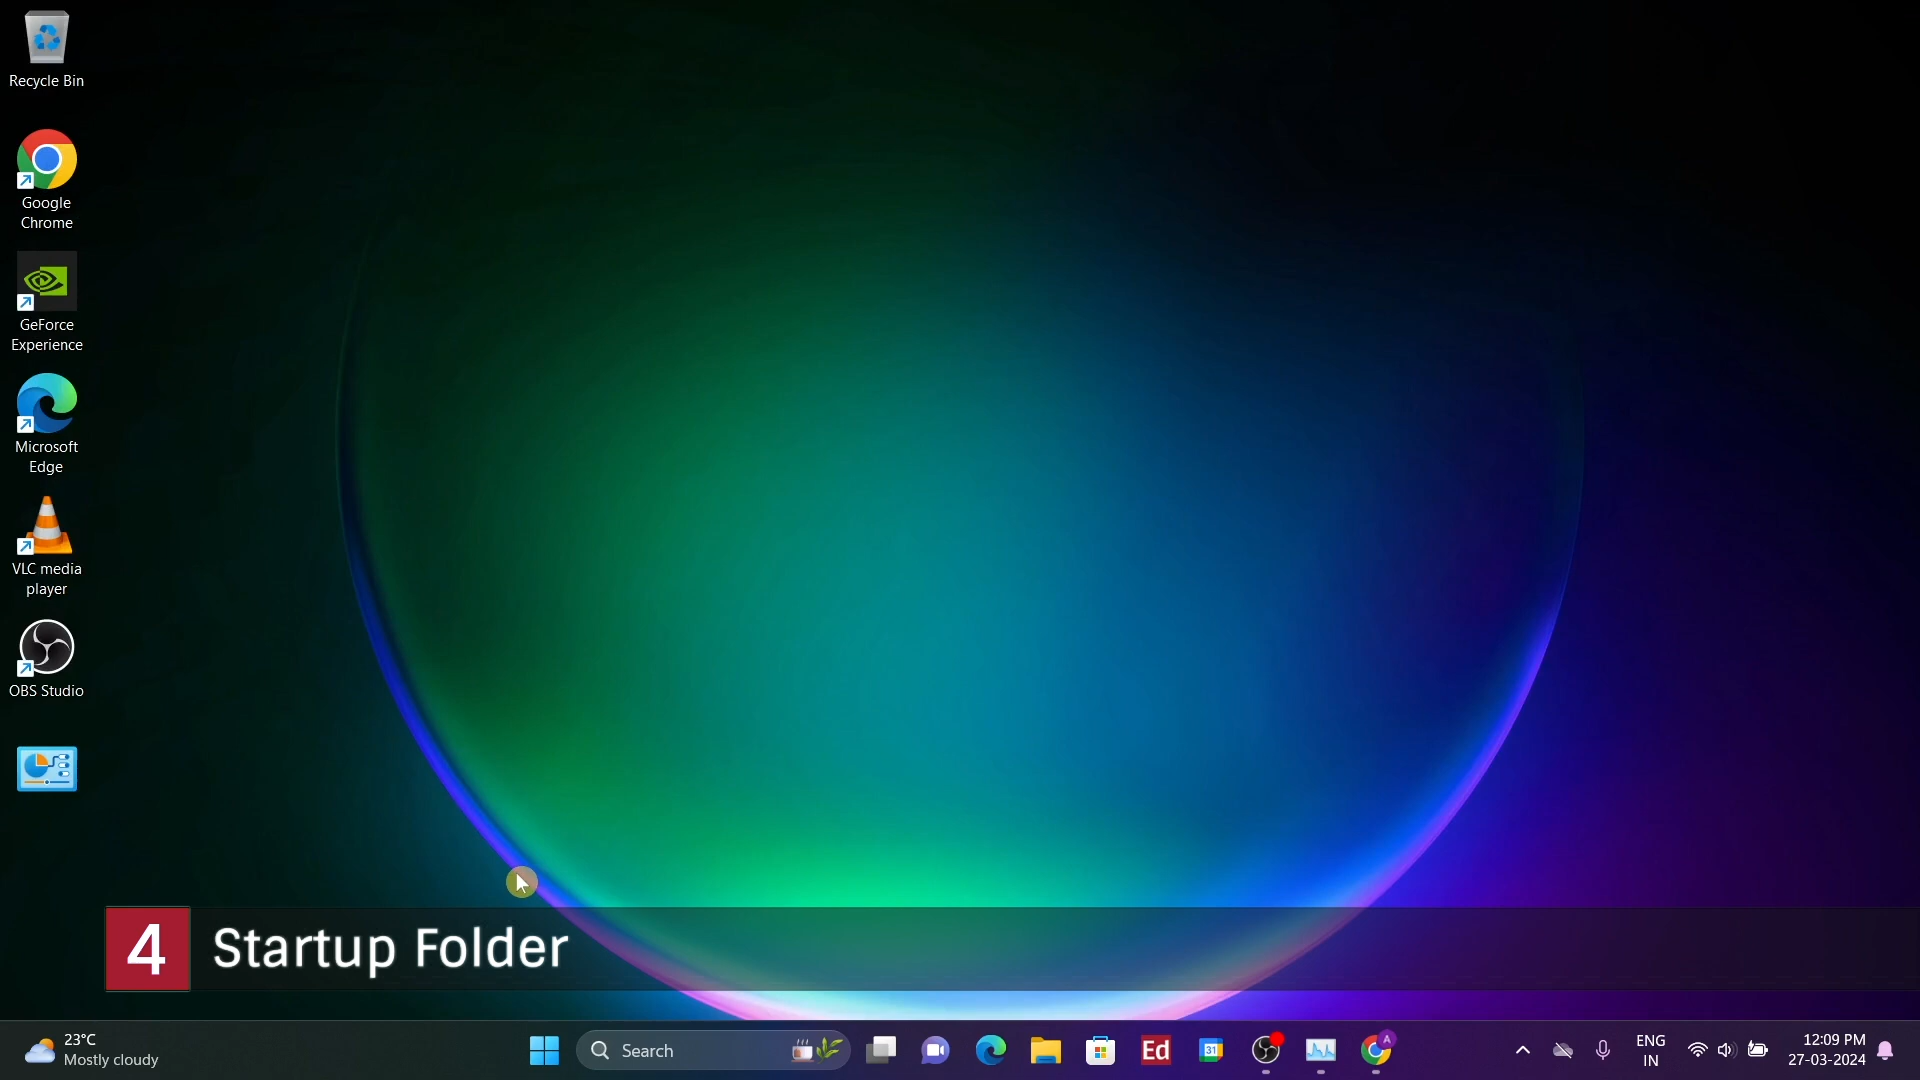 Recycle Bin
Google
Chrome
GeForce
Experience
Microsoft
Edge
VLC media
player
OBS Studio
4 Startup Folder
23°C
Mostly cloudy
Search
Ed
31
A
ENG
IN
12:09 PM
27-03-2024